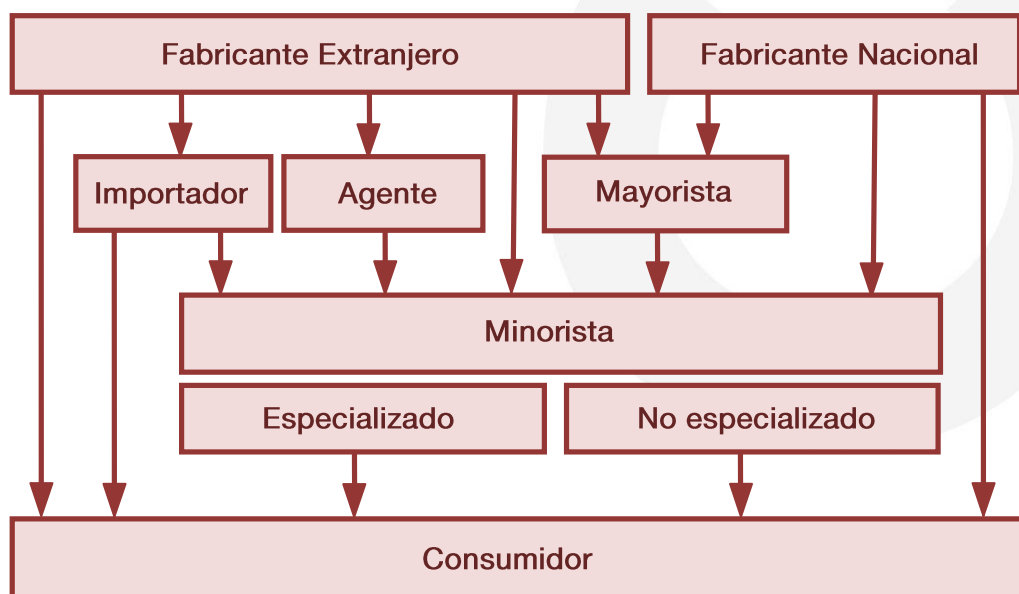 Fabricante Extranjero
Fabricante Nacional
Importador
Agente
Mayorista
Minorista
Especializado
No especializado
Consumidor